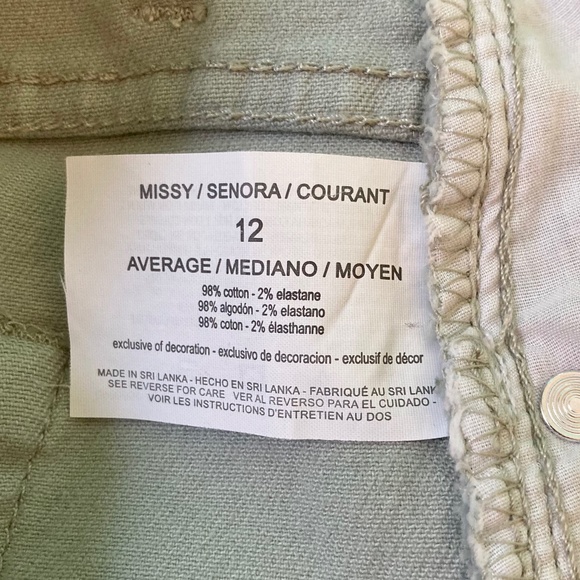 MISSY / SENORA / COURANT
12
AVERAGE / MEDIANO / MOYEN
98% cotton - 2% elastane
98% algodón - 2% elastano
98% coton - 2% élasthanne
exclusive of decoration - exclusivo de decoracion - exclusif de décor
MADE IN SRI LANKA - HECHO EN SRI LANKA - FABRIQUÉ AU SRI
SEE REVERSE FOR CARE VER AL REVERSO PARA EL CUIDADO -
VOIR LES INSTRUCTIONS D'ENTRETIEN AU DOS